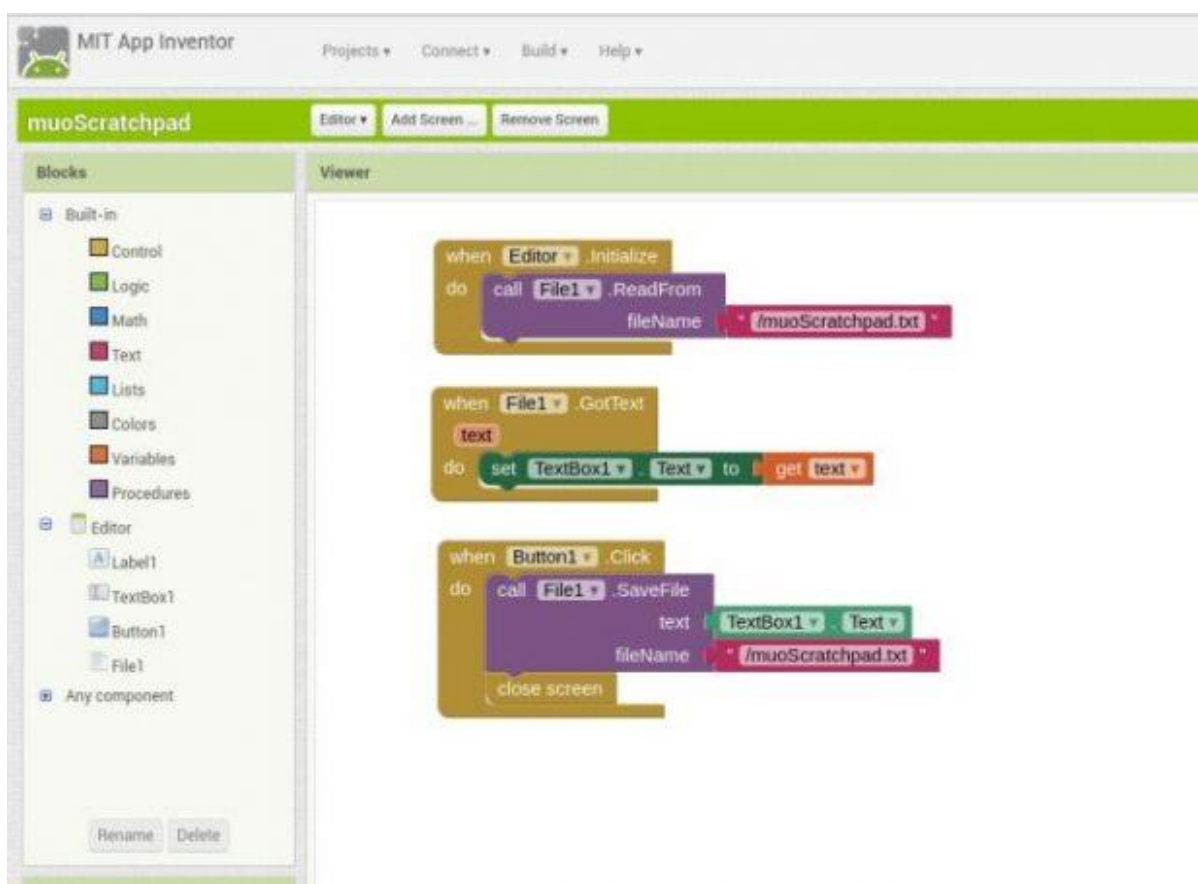 MIT App Inventor
Projects ▾ Connect ▾ Build ▾ Help ▾
muoScratchpad
Editor ▾ Add Screen ... Remove Screen
Blocks
Built-in
Control
Logic
Math
Text
Lists
Colors
Variables
Procedures
Editor
Label1
TextBox1
Button1
File1
Any component
Rename Delete
Viewer
when Editor ▾ .Initialize
do call File1 ▾ .ReadFrom
fileName " /muoScratchpad.txt "
when File1 ▾ .GotText
text
do set TextBox1 ▾ . Text ▾ to get text ▾
when Button1 ▾ .Click
do call File1 ▾ .SaveFile
text TextBox1 ▾ . Text ▾
fileName " /muoScratchpad.txt "
close screen